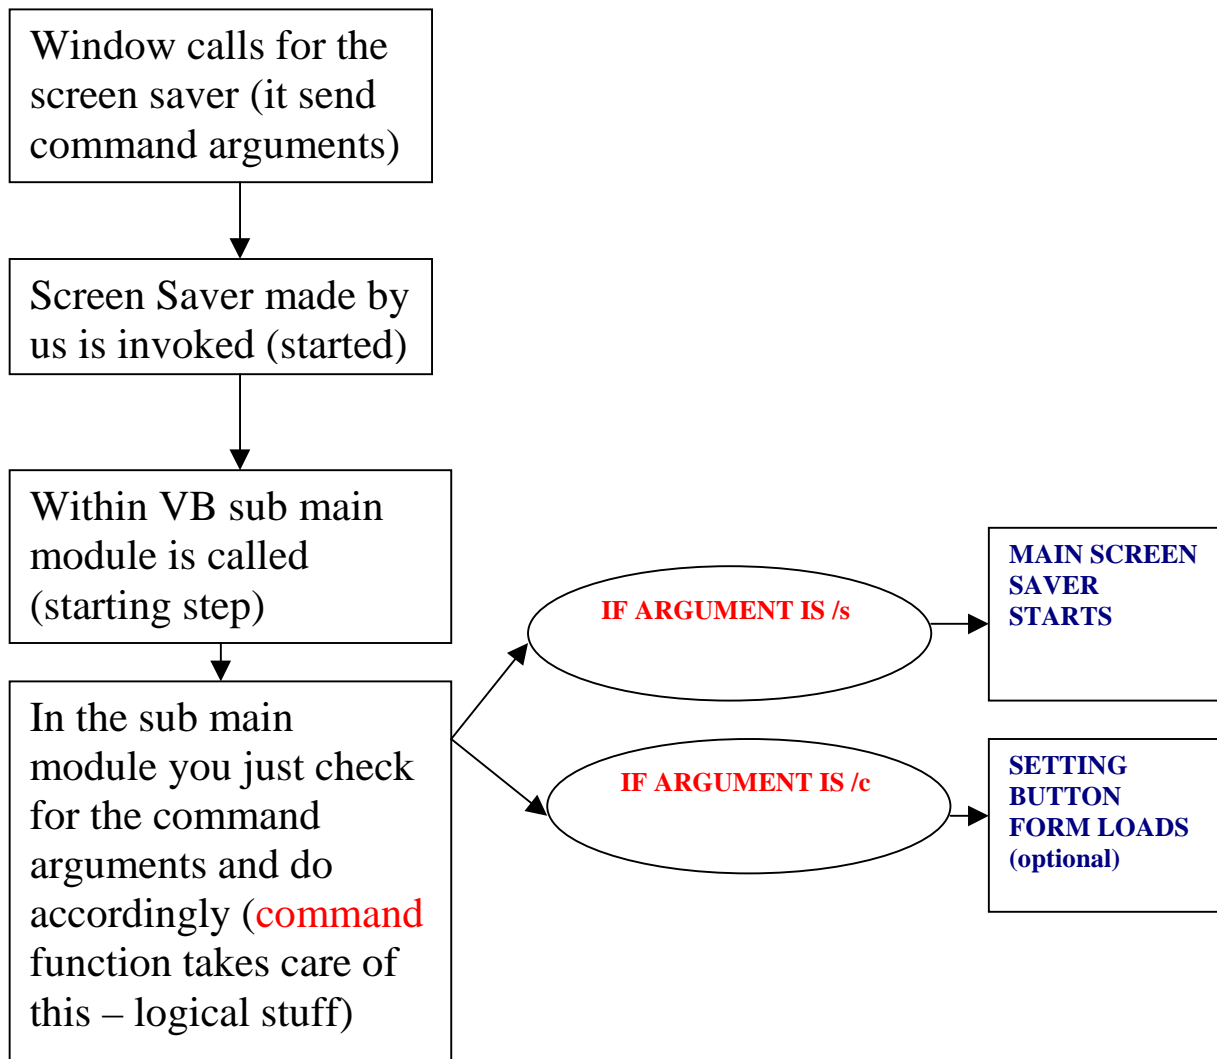 Window calls for the
screen saver (it send
command arguments)
Screen Saver made by
us is invoked (started)
Within VB sub main
module is called
(starting step)
In the sub main
module you just check
for the command
arguments and do
accordingly (command
function takes care of
this – logical stuff)
IF ARGUMENT IS /s
MAIN SCREEN
SAVER
STARTS
IF ARGUMENT IS /c
SETTING
BUTTON
FORM LOADS
(optional)